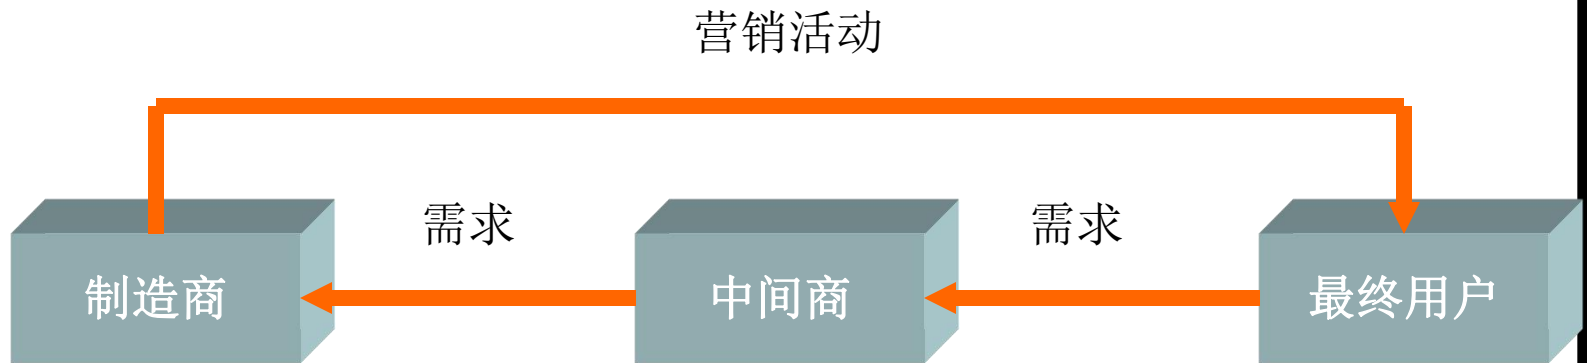 营销活动
需求
需求
制造商
中间商
最终用户